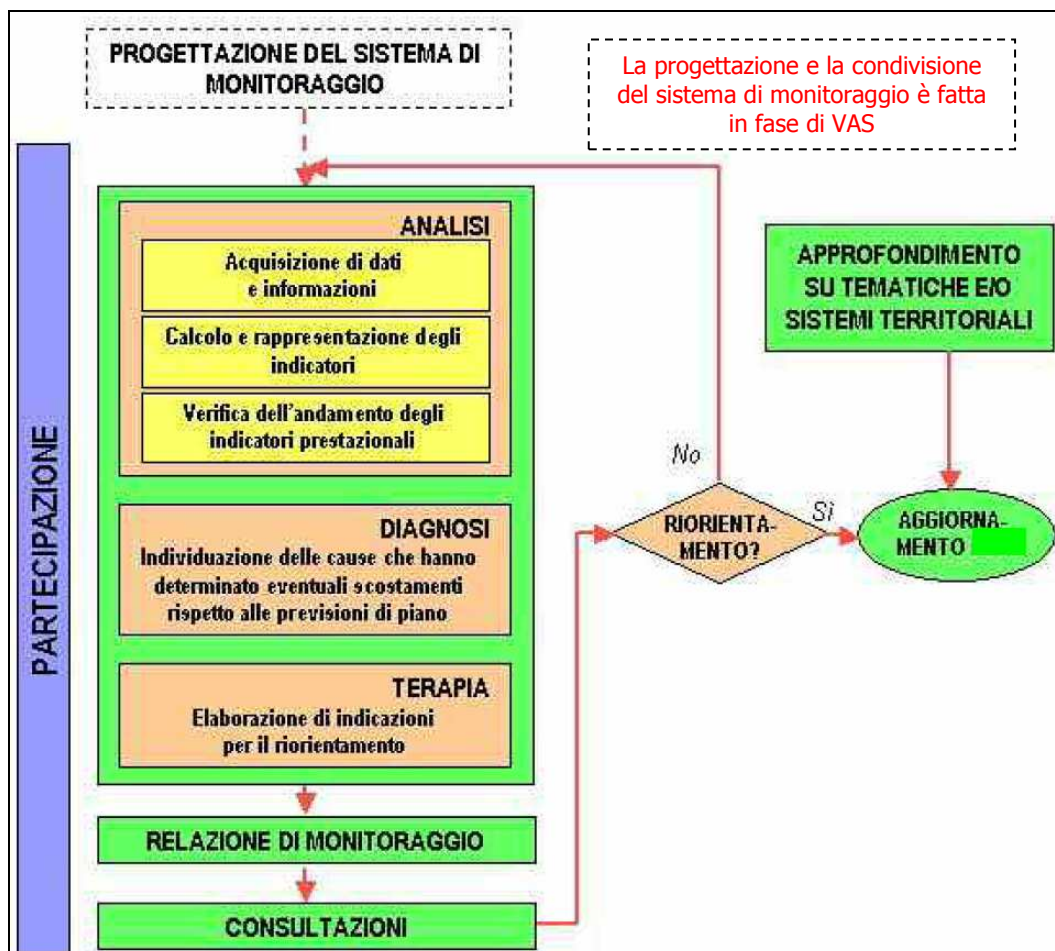 PROGETTAZIONE DEL SISTEMA DI
MONITORAGGIO
La progettazione e la condivisione
del sistema di monitoraggio è fatta
in fase di VAS
PARTECIPAZIONE
ANALISI
Acquisizione di dati
e informazioni
Calcolo e rappresentazione degli
indicatori
Verifica dell'andamento degli
indicatori prestazionali
DIAGNOSI
Individuazione delle cause che hanno
determinato eventuali scostamenti
rispetto alle previsioni di piano
TERAPIA
Elaborazione di indicazioni
per il riorientamento
RELAZIONE DI MONITORAGGIO
CONSULTAZIONI
No
RIORIENTA-
MENTO?
Sì
APPROFONDIMENTO
SU TEMATICHE E/O
SISTEMI TERRITORIALI
AGGIORNA-
MENTO